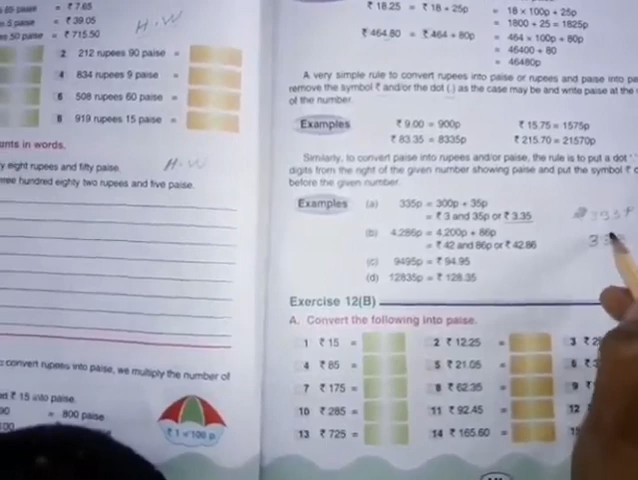 = ₹ 7.65
= ₹ 39.05
50 paise = ₹ 715.50
H.W
2 212 rupees 90 paise =
4 834 rupees 9 paise =
6 508 rupees 60 paise =
8 919 rupees 15 paise =
in words.
y eight rupees and fifty paise.
H.W
hundred eighty two rupees and five paise.
convert rupees into paise, we multiply the number of
₹ 15 into paise.
= 800 paise
₹ 1 = 100 p
₹ 18.25 = ₹ 18 + 25p = 18 × 100p + 25p
= 1800 + 25 = 1825p
₹ 464.80 = ₹ 464 + 80p = 464 × 100p + 80p
= 46400 + 80
= 46480p
A very simple rule to convert rupees into paise or rupees and paise into
remove the symbol ₹ and/or the dot (.) as the case may be and write paise at the
of the number.
Examples ₹ 9.00 = 900p ₹ 15.75 = 1575p
₹ 83.35 = 8335p ₹ 215.70 = 21570p
Similarly, to convert paise into rupees and/or paise, the rule is to put a dot
digits from the right of the given number showing paise and put the symbol ₹
before the given number.
Examples (a) 335p = 300p + 35p
= ₹ 3 and 35p or ₹ 3.35
(b) 4,286p = 4,200p + 86p
= ₹ 42 and 86p or ₹ 42.86
(c) 9495p = ₹ 94.95
(d) 12835p = ₹ 128.35
Exercise 12(B)
A. Convert the following into paise.
1 ₹ 15 = 2 ₹ 12.25 = 3
4 ₹ 85 = 5 ₹ 21.05 = 6
7 ₹ 175 = 8 ₹ 62.35 = 9
10 ₹ 285 = 11 ₹ 92.45 = 12
13 ₹ 725 = 14 ₹ 165.60 =